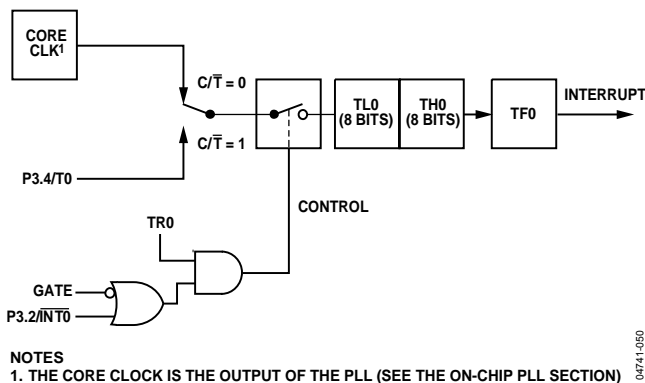 CORE
CLK¹
C/T̅ = 0
C/T̅ = 1
P3.4/T0
TL0
(8 BITS)
TH0
(8 BITS)
TF0
INTERRUPT
CONTROL
TR0
GATE
P3.2/I̅N̅T̅0̅
NOTES
1. THE CORE CLOCK IS THE OUTPUT OF THE PLL (SEE THE ON-CHIP PLL SECTION)
04741-050